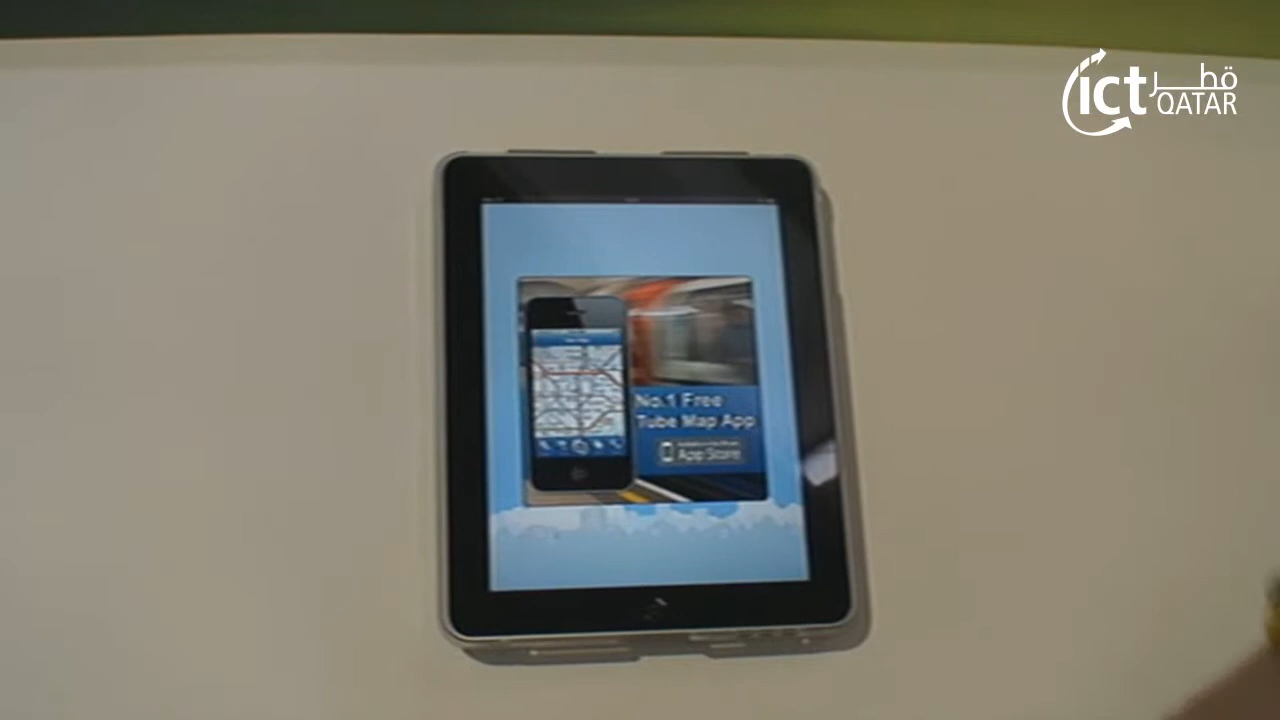 ict قطر
QATAR
No.1 Free
Tube Map App
App Store